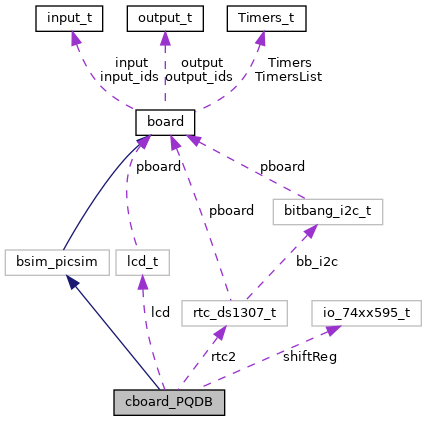 input_t
output_t
Timers_t
input
input_ids
output
output_ids
Timers
TimersList
board
pboard
pboard
pboard
bitbang_i2c_t
bsim_picsim
lcd_t
bb_i2c
rtc_ds1307_t
io_74xx595_t
lcd
rtc2
shiftReg
cboard_PQDB